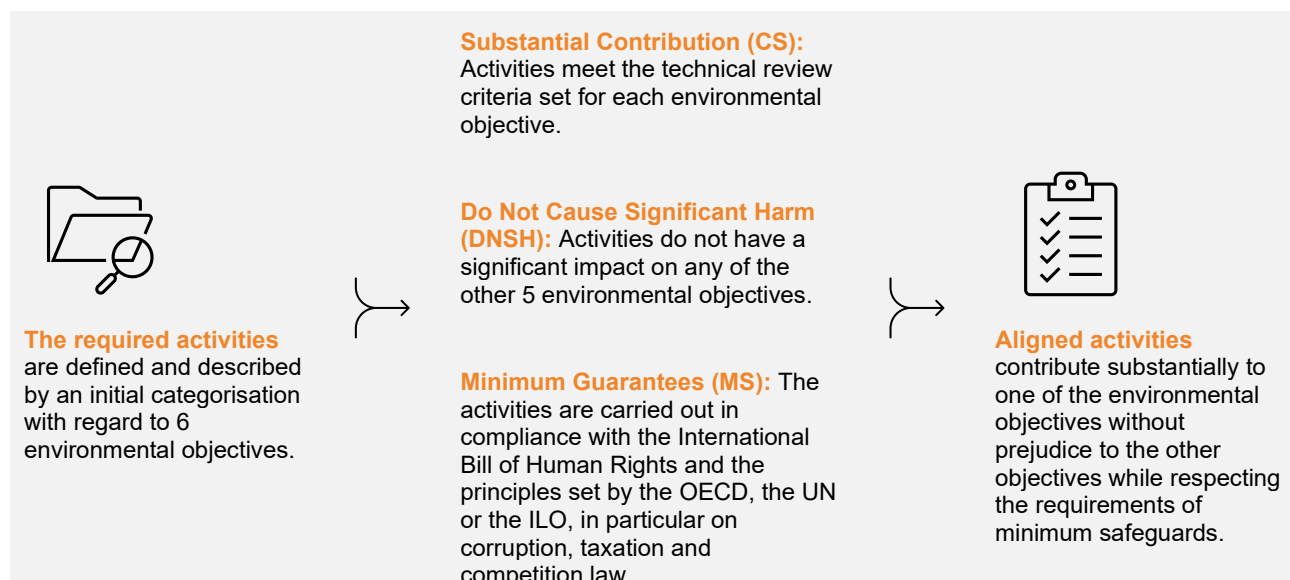 The required activities
are defined and described
by an initial categorisation
with regard to 6
environmental objectives.
Substantial Contribution (CS):
Activities meet the technical review
criteria set for each environmental
objective.
Do Not Cause Significant Harm
(DNSH): Activities do not have a
significant impact on any of the
other 5 environmental objectives.
Minimum Guarantees (MS): The
activities are carried out in
compliance with the International
Bill of Human Rights and the
principles set by the OECD, the UN
or the ILO, in particular on
corruption, taxation and
competition law
Aligned activities
contribute substantially to
one of the environmental
objectives without
prejudice to the other
objectives while respecting
the requirements of
minimum safeguards.